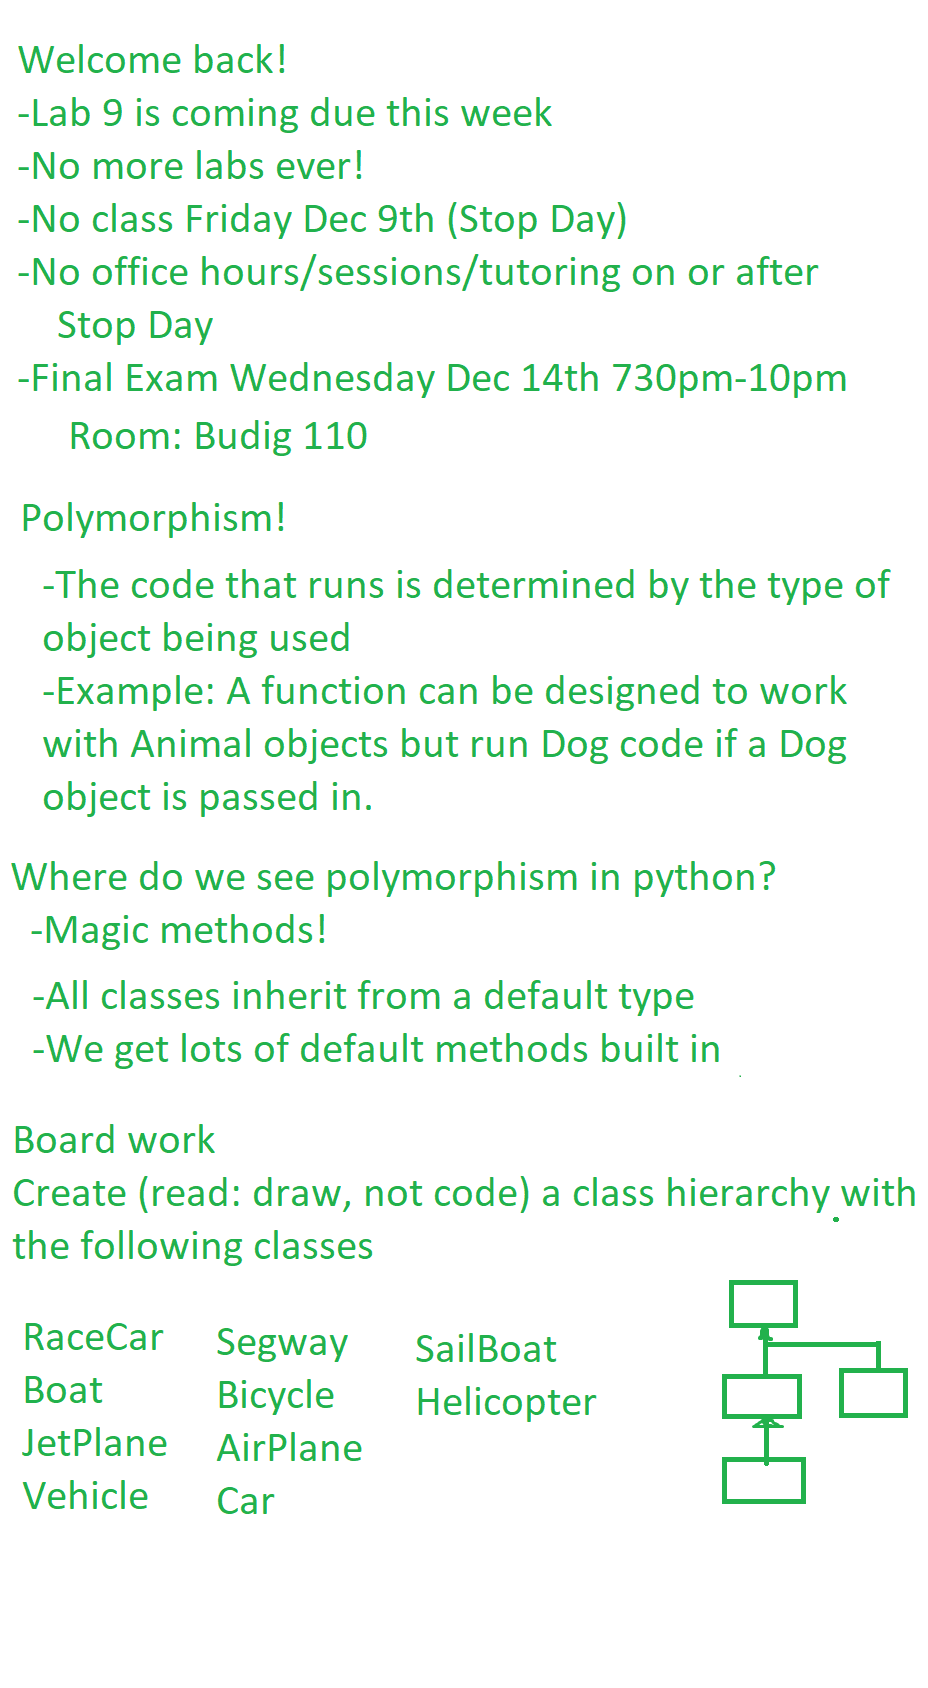 Welcome back!
-Lab 9 is coming due this week
-No more labs ever!
-No class Friday Dec 9th (Stop Day)
-No office hours/sessions/tutoring on or after
Stop Day
-Final Exam Wednesday Dec 14th 730pm-10pm
Room: Budig 110
Polymorphism!
-The code that runs is determined by the type of
object being used
-Example: A function can be designed to work
with Animal objects but run Dog code if a Dog
object is passed in.
Where do we see polymorphism in python?
-Magic methods!
-All classes inherit from a default type
-We get lots of default methods built in
Board work
Create (read: draw, not code) a class hierarchy with
the following classes
RaceCar
Boat
JetPlane
Vehicle
Segway
Bicycle
AirPlane
Car
SailBoat
Helicopter